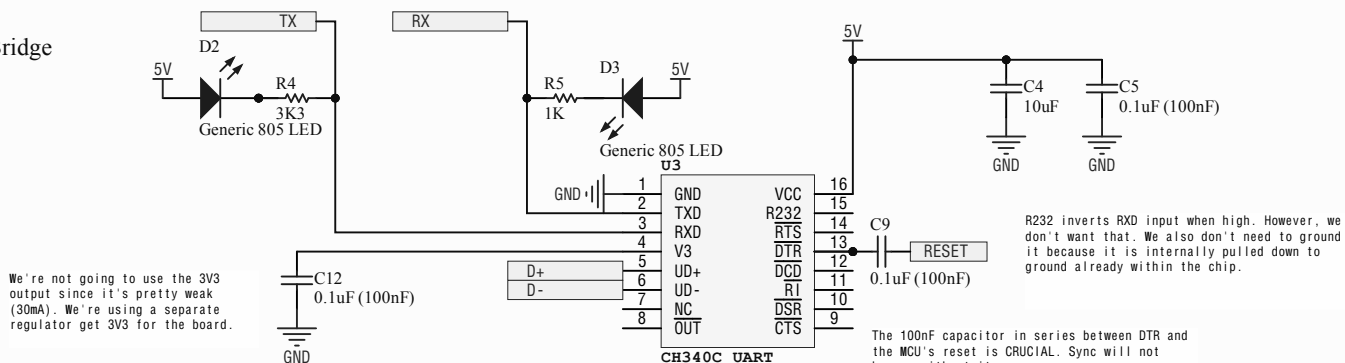 TX
RX
D2
5V
R4
3K3
Generic 805 LED
R5
1K
D3
5V
Generic 805 LED
5V
C4
10uF
GND
C5
0.1uF (100nF)
GND
U3
GND
1 GND
2 TXD
3 RXD
4 V3
5 UD+
6 UD-
7 NC
8 OUT
VCC 16
R232 15
RTS 14
DTR 13
DCD 12
RI 11
DSR 10
CTS 9
CH340C UART
D+
D-
C12
0.1uF (100nF)
GND
C9
0.1uF (100nF)
RESET
We're not going to use the 3V3
output since it's pretty weak
(30mA). We're using a separate
regulator get 3V3 for the board.
R232 inverts RXD input when high. However, we
don't want that. We also don't need to ground
it because it is internally pulled down to
ground already within the chip.
The 100nF capacitor in series between DTR and
the MCU's reset is CRUCIAL. Sync will not